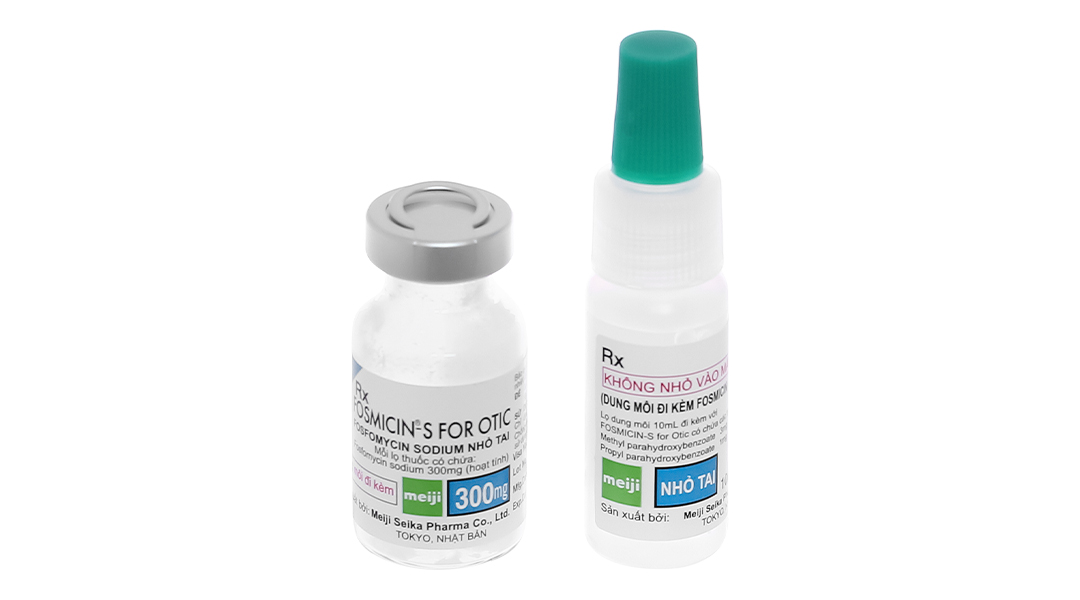 Rx
FOSMICIN®-S FOR OTIC
FOSFOMYCIN SODIUM NHỎ TAI
Mỗi lọ thuốc có chứa:
fosfomycin sodium 300mg (hoạt tính)
môi đi kèm
meiji
300mg
bởi: Meiji Seika Pharma Co., Ltd.
TOKYO, NHẬT BẢN
Rx
KHÔNG NHỎ VÀO
(DUNG MÔI ĐI KÈM FOSMICIN
Lọ dung môi 10mL đi kèm với
FOSMICIN-S for Otic có chứa
Methyl parahydroxybenzoate
Propyl parahydroxybenzoate
meiji
NHỎ TAI
Sản xuất bởi: Meiji Seika
TOKYO